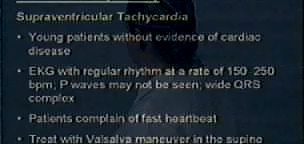 Supraventricular Tachycardia
• Young patients without evidence of cardiac
disease
• EKG with regular rhythm at a rate of 150-250
bpm; P waves may not be seen; wide QRS
complex
• Patients complain of fast heartbeat
• Treat with Valsalva maneuver in the supine